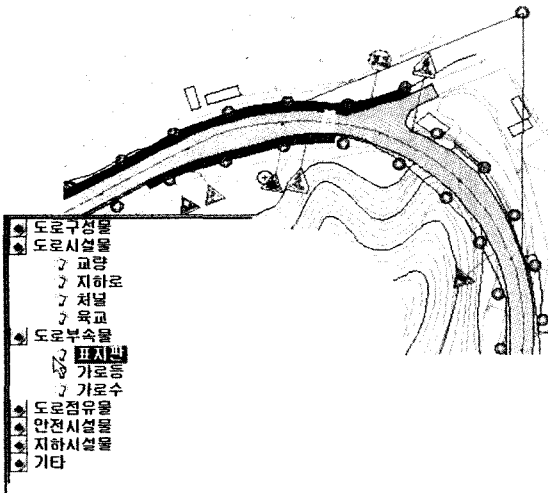 도로구성물
도로시설물
교량
지하로
처널
육교
도로부속물
표지판
가로등
가로수
도로점유물
안전시설물
지하시설물
기타